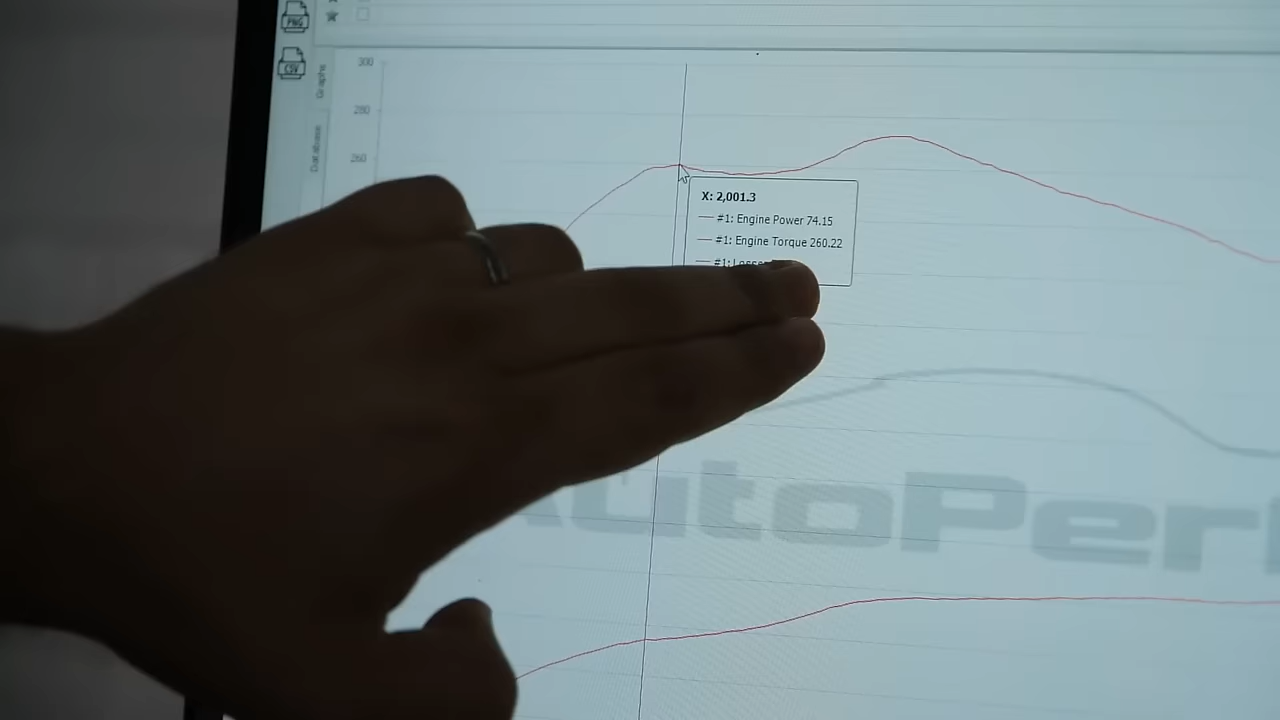 PNG
CSV
Graphs
Database
300
280
260
X: 2,001.3
#1: Engine Power 74.15
#1: Engine Torque 260.22
#1:
AutoPer